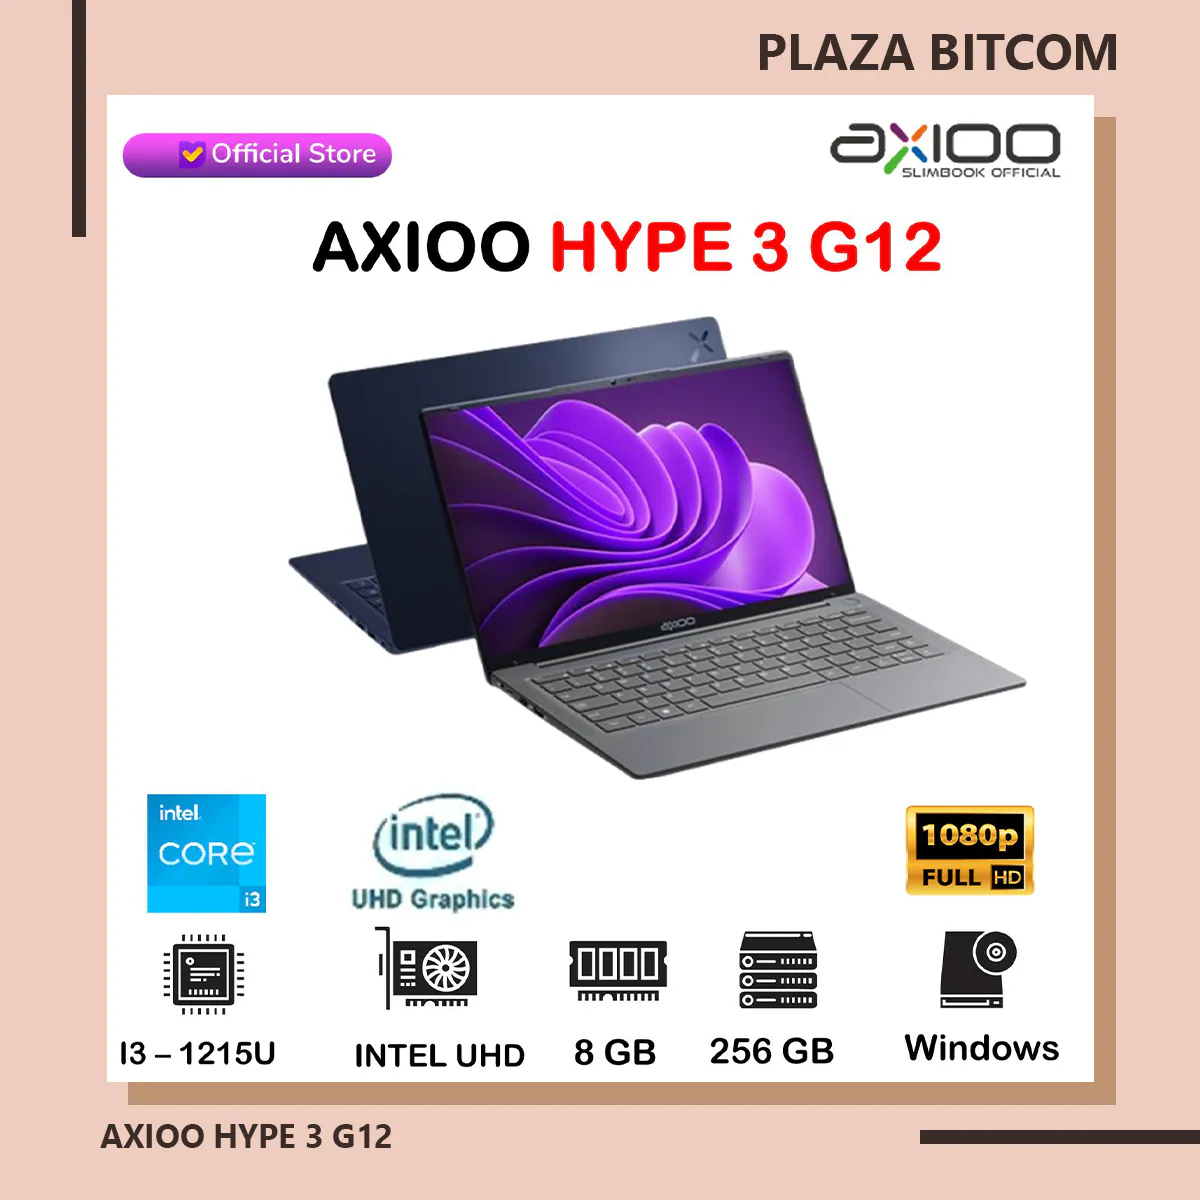 PLAZA BITCOM
Official Store
axioo
SLIMBOOK OFFICIAL
AXIOO HYPE 3 G12
axioo
intel.
CORE
i3
intel
UHD Graphics
1080p
FULL HD
I3 – 1215U
INTEL UHD
8 GB
256 GB
Windows
AXIOO HYPE 3 G12